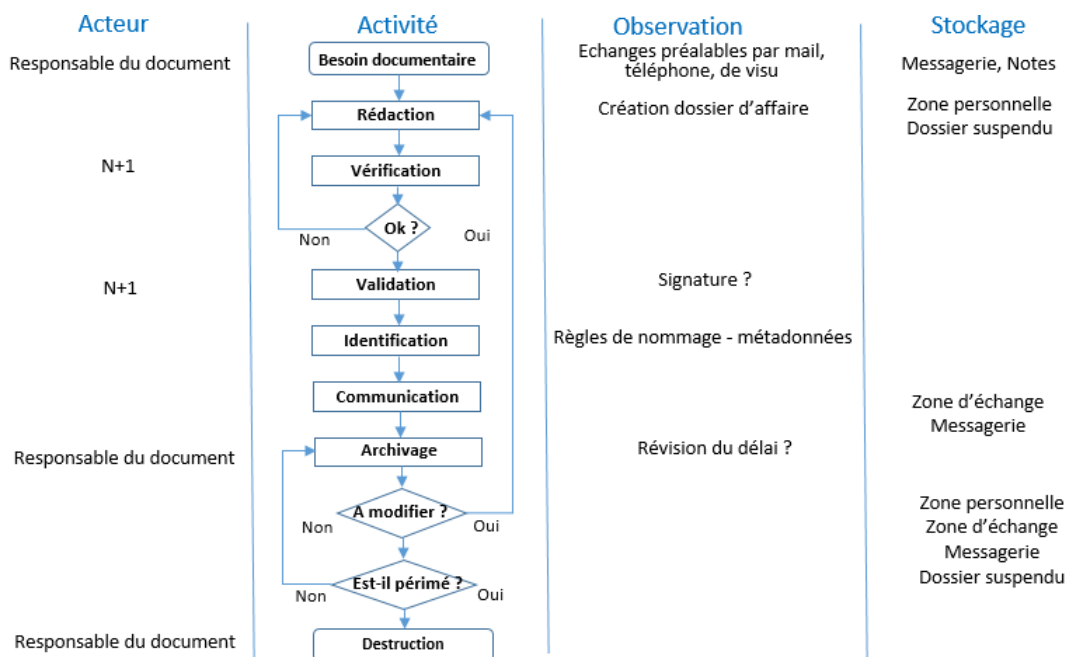 Acteur
Activité
Observation
Stockage
Responsable du document
Besoin documentaire
Echanges préalables par mail,
téléphone, de visu
Messagerie, Notes
Rédaction
Création dossier d’affaire
Zone personnelle
Dossier suspendu
N+1
Vérification
Ok ?
Non
Oui
N+1
Validation
Signature ?
Identification
Règles de nommage - métadonnées
Communication
Zone d’échange
Messagerie
Responsable du document
Archivage
Révision du délai ?
A modifier ?
Non
Oui
Zone personnelle
Zone d’échange
Messagerie
Dossier suspendu
Est-il périmé ?
Non
Oui
Responsable du document
Destruction